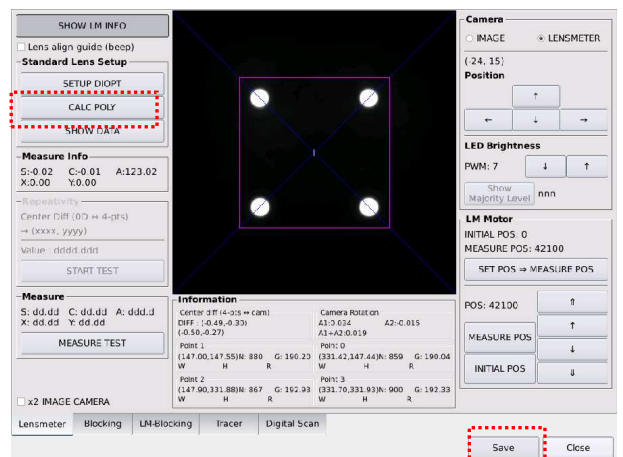 SHOW LM INFO
Lens align guide (beep)
Standard Lens Setup
SETUP DIOPT
CALC POLY
SHOW DATA
Measure Info
S:-0.02 C:-0.01 A:123.02
X:0.00 Y:0.00
Repeativity
Center Diff (0D ↔ 4-pts)
→ (xxxx, yyyy)
Value : dddd.ddd
START TEST
Measure
S: dd.dd C: dd.dd A: ddd.d
X: dd.dd Y: dd.dd
MEASURE TEST
x2 IMAGE CAMERA
Information
Center diff (4-pts ↔ cam)
DIFF : (-0.49,-0.30)
(-0.50,-0.27)
Camera Rotation
A1:0.034 A2:-0.015
A1+A2:0.019
Point 1
(147.00,147.55)N: 880 G: 190.20
W H R
Point 0
(331.42,147.44)N: 859 G: 190.04
W H R
Point 2
(147.90,331.88)N: 867 G: 192.93
W H R
Point 3
(331.70,331.93)N: 900 G: 192.33
W H R
Camera
IMAGE LENSMETER
(-24, 15)
Position
↑
← ↓ →
LED Brightness
PWM: 7 ↓ ↑
Show
Majority Level nnn
LM Motor
INITIAL POS: 0
MEASURE POS: 42100
SET POS ⇒ MEASURE POS
POS: 42100 ⇑
↑
MEASURE POS
↓
INITIAL POS ⇓
Lensmeter Blocking LM-Blocking Tracer Digital Scan
Save Close